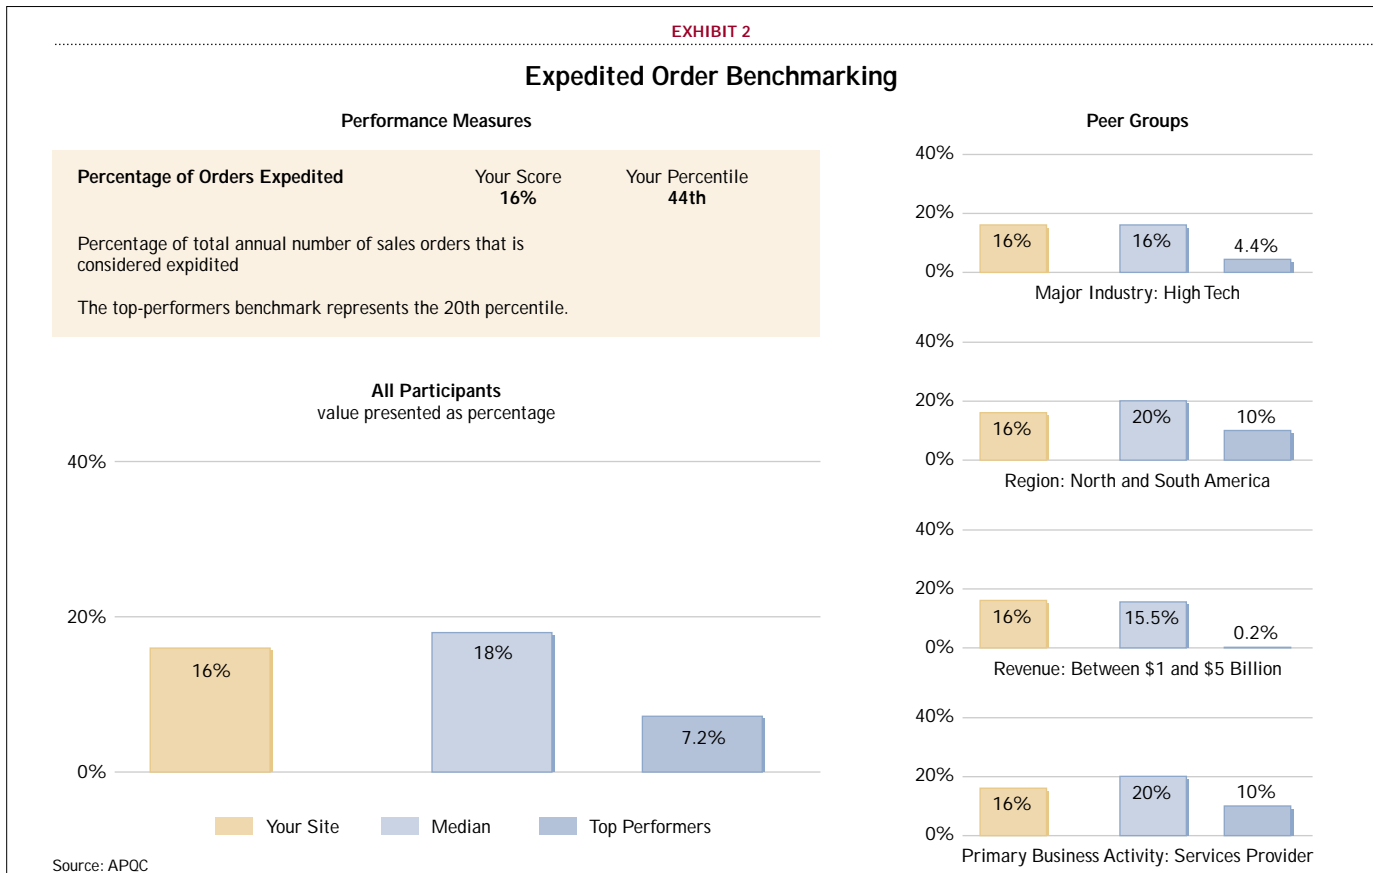 EXHIBIT 2
Expedited Order Benchmarking
Performance Measures
Percentage of Orders Expedited
Your Score
16%
Your Percentile
44th
Percentage of total annual number of sales orders that is
considered expidited
The top-performers benchmark represents the 20th percentile.
All Participants
value presented as percentage
40%
20%
0%
16%
18%
7.2%
Your Site
Median
Top Performers
Source: APQC
Peer Groups
40%
20%
0%
16%
16%
4.4%
Major Industry: High Tech
40%
20%
0%
16%
20%
10%
Region: North and South America
40%
20%
0%
16%
15.5%
0.2%
Revenue: Between $1 and $5 Billion
40%
20%
0%
16%
20%
10%
Primary Business Activity: Services Provider